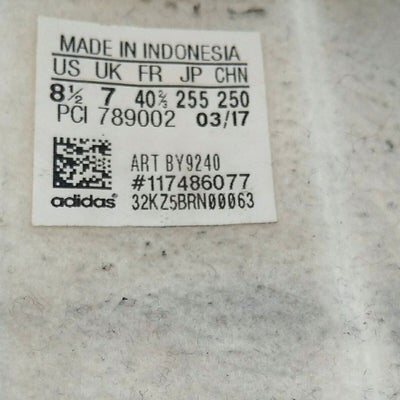 MADE IN INDONESIA
US UK FR JP CHN
8½ 7 40⅔ 255 250
PCI 789002 03/17
ART BY9240
#117486077
adidas 32KZ5BRN00063